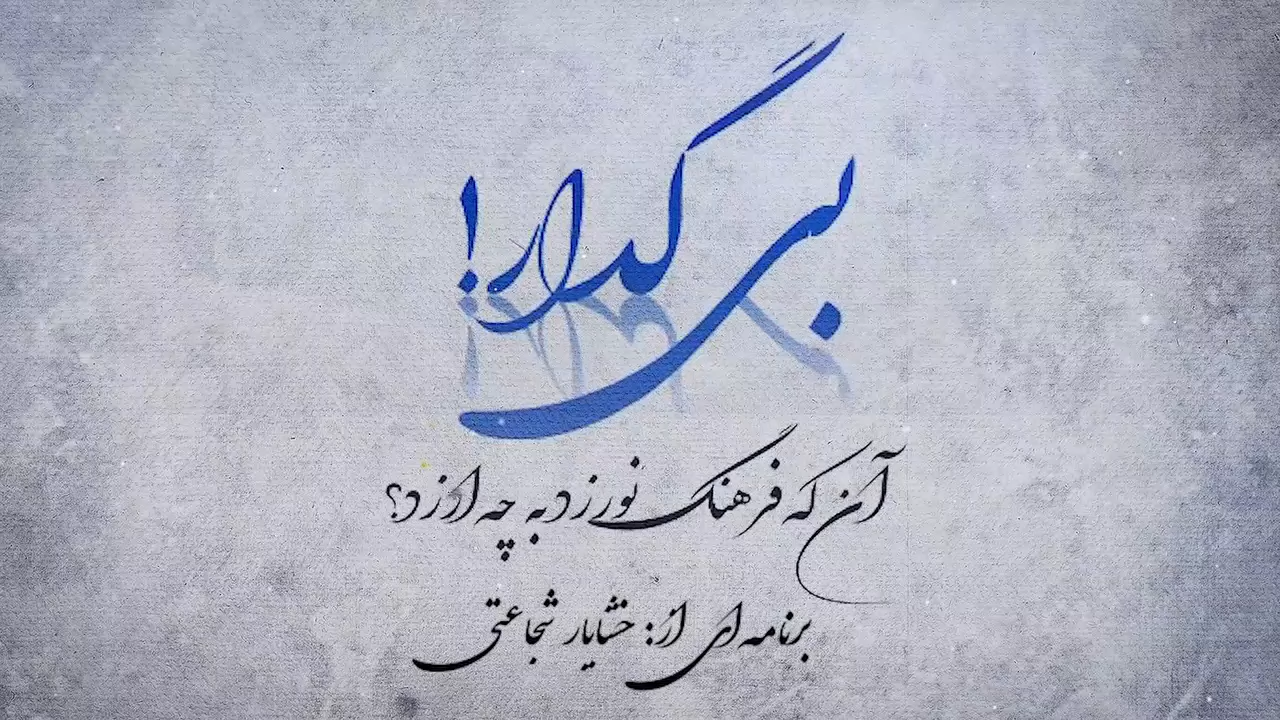 بی گدار!
آن که فرهنگ نورزد به چه ارزد؟
برنامه‌ای از: خشایار شجاعتی